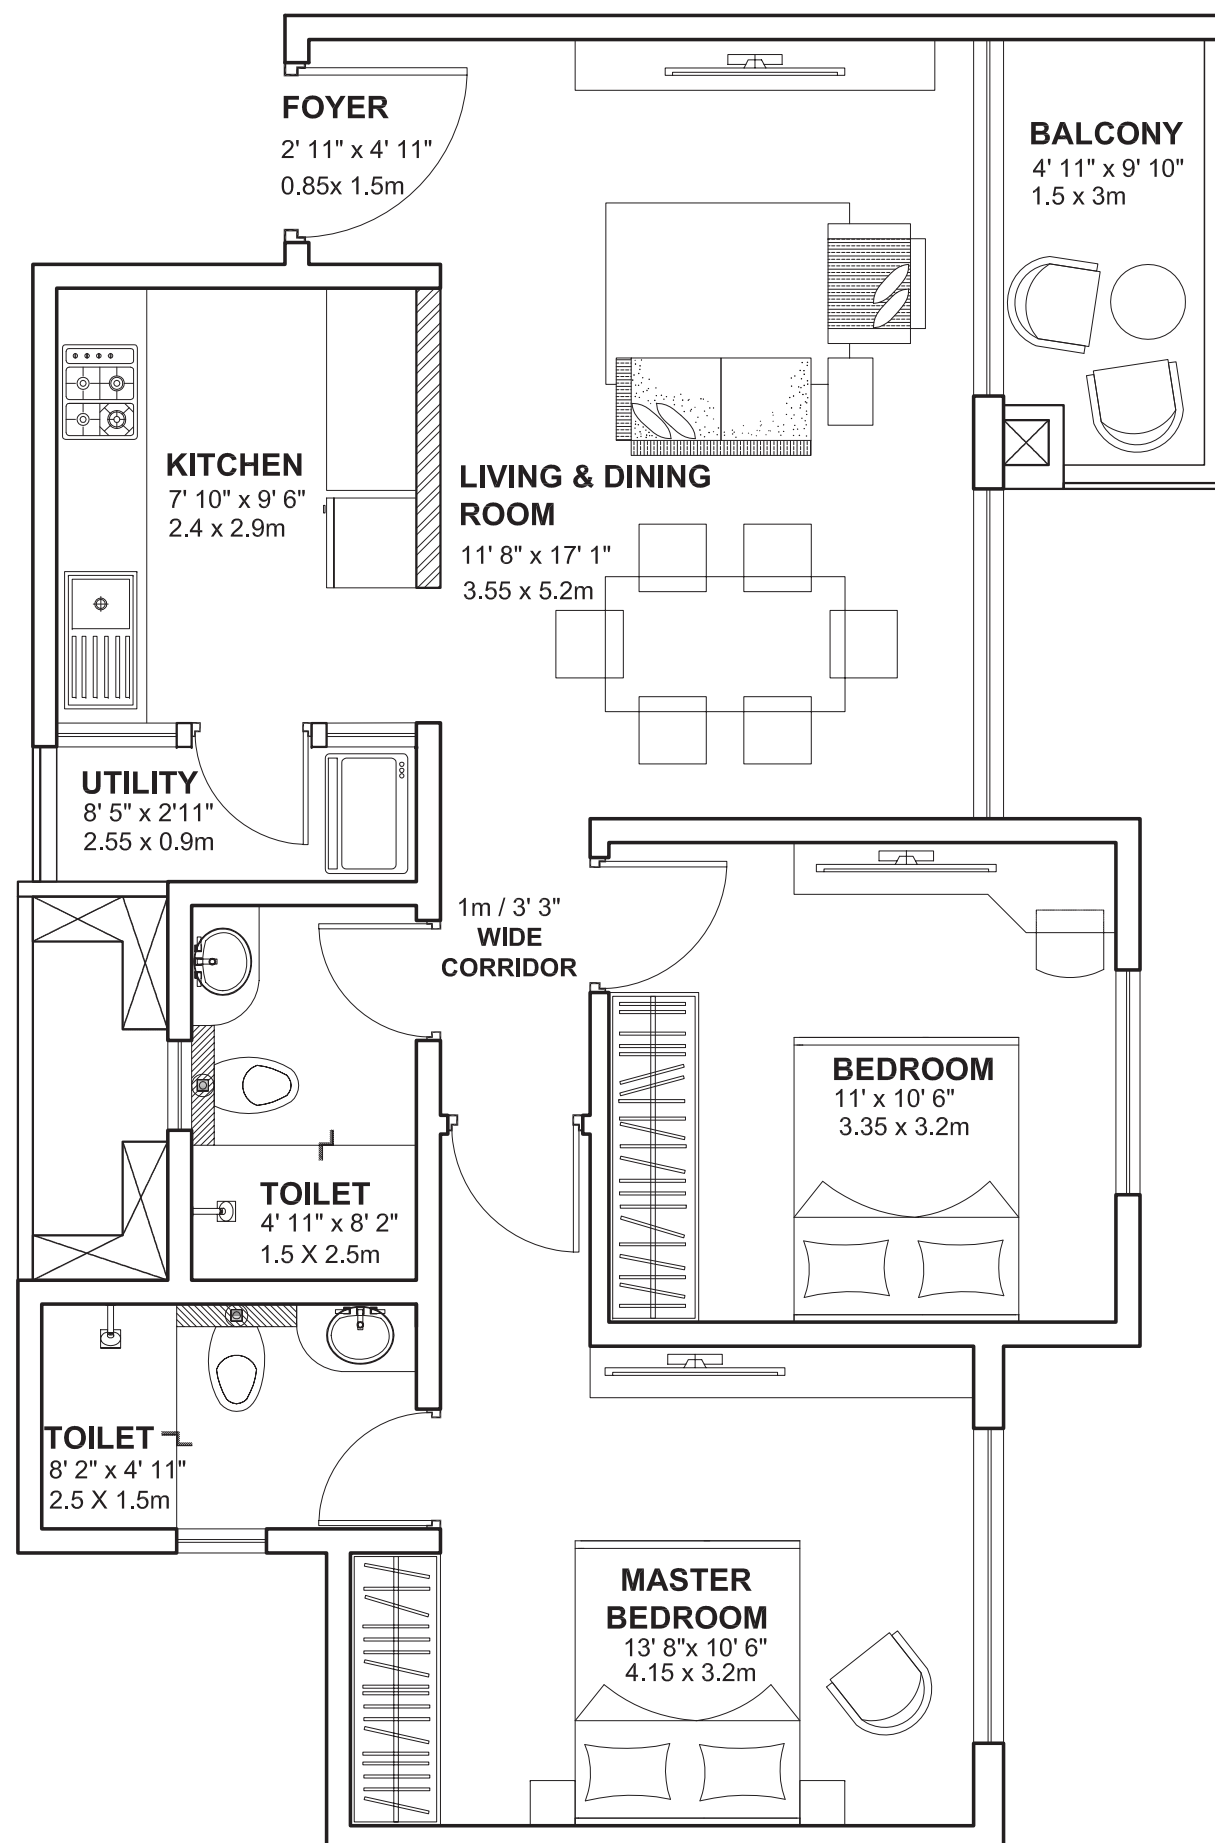 FOYER
2' 11" x 4' 11"
0.85x 1.5m
BALCONY
4' 11" x 9' 10"
1.5 x 3m
KITCHEN
7' 10" x 9' 6"
2.4 x 2.9m
LIVING & DINING
ROOM
11' 8" x 17' 1"
3.55 x 5.2m
UTILITY
8' 5" x 2'11"
2.55 x 0.9m
1m / 3' 3"
WIDE
CORRIDOR
BEDROOM
11' x 10' 6"
3.35 x 3.2m
TOILET
4' 11" x 8' 2"
1.5 X 2.5m
TOILET
8' 2" x 4' 11"
2.5 X 1.5m
MASTER
BEDROOM
13' 8"x 10' 6"
4.15 x 3.2m